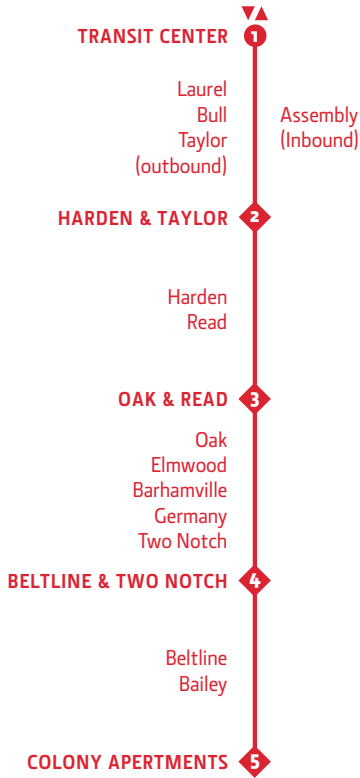 TRANSIT CENTER
1
Laurel
Bull
Taylor
(outbound)
Assembly
(Inbound)
HARDEN & TAYLOR
2
Harden
Read
OAK & READ
3
Oak
Elmwood
Barhamville
Germany
Two Notch
BELTLINE & TWO NOTCH
4
Beltline
Bailey
COLONY APERTMENTS
5